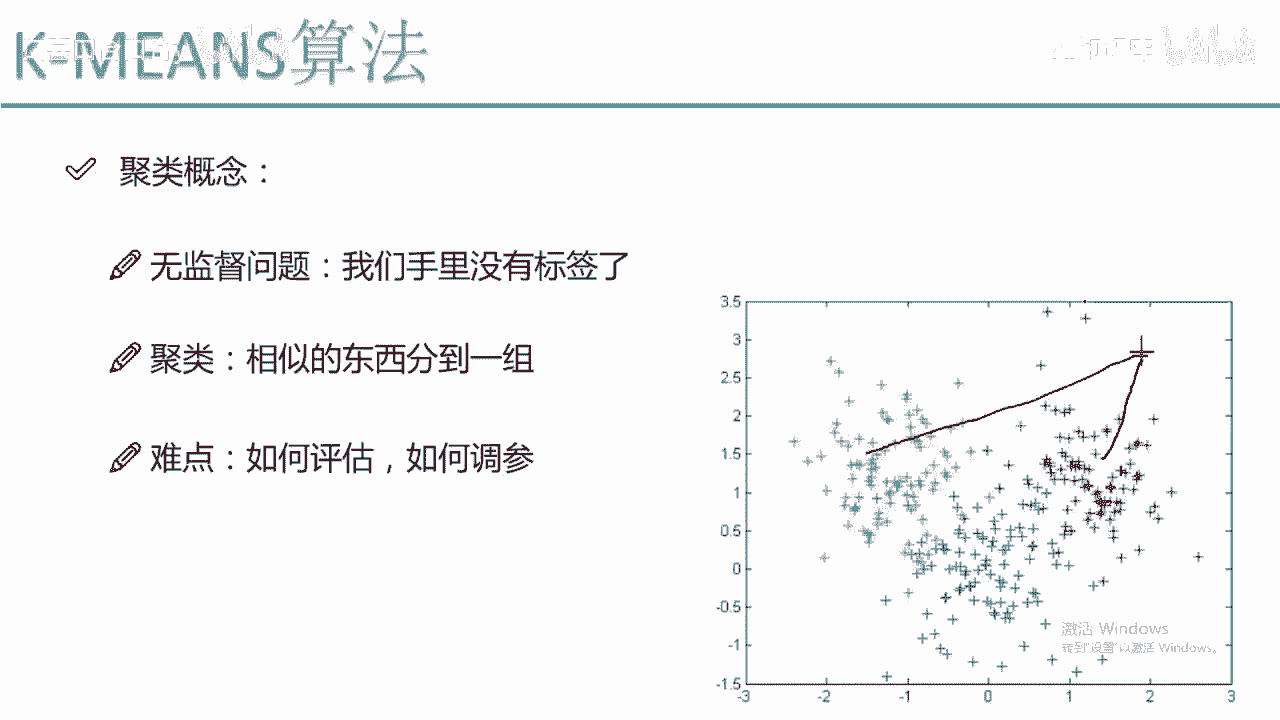 K-MEANS算法
聚类概念：
无监督问题：我们手里没有标签了
聚类：相似的东西分到一组
难点：如何评估，如何调参
3.5
3
2.5
2
1.5
1
0.5
0
-0.5
-1
-1.5
-3 -2 -1 0 1 2 3
激活 Windows
转到"设置"以激活 Windows。